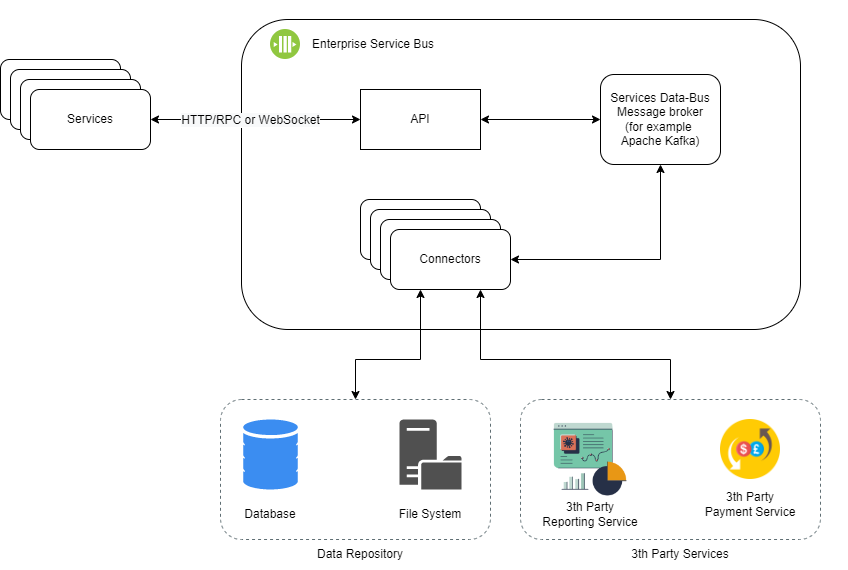 Enterprise Service Bus
Services
HTTP/RPC or WebSocket
API
Services Data-Bus
Message broker
(for example
Apache Kafka)
Connectors
Database
File System
Data Repository
3th Party
Reporting Service
$ £
3th Party
Payment Service
3th Party Services